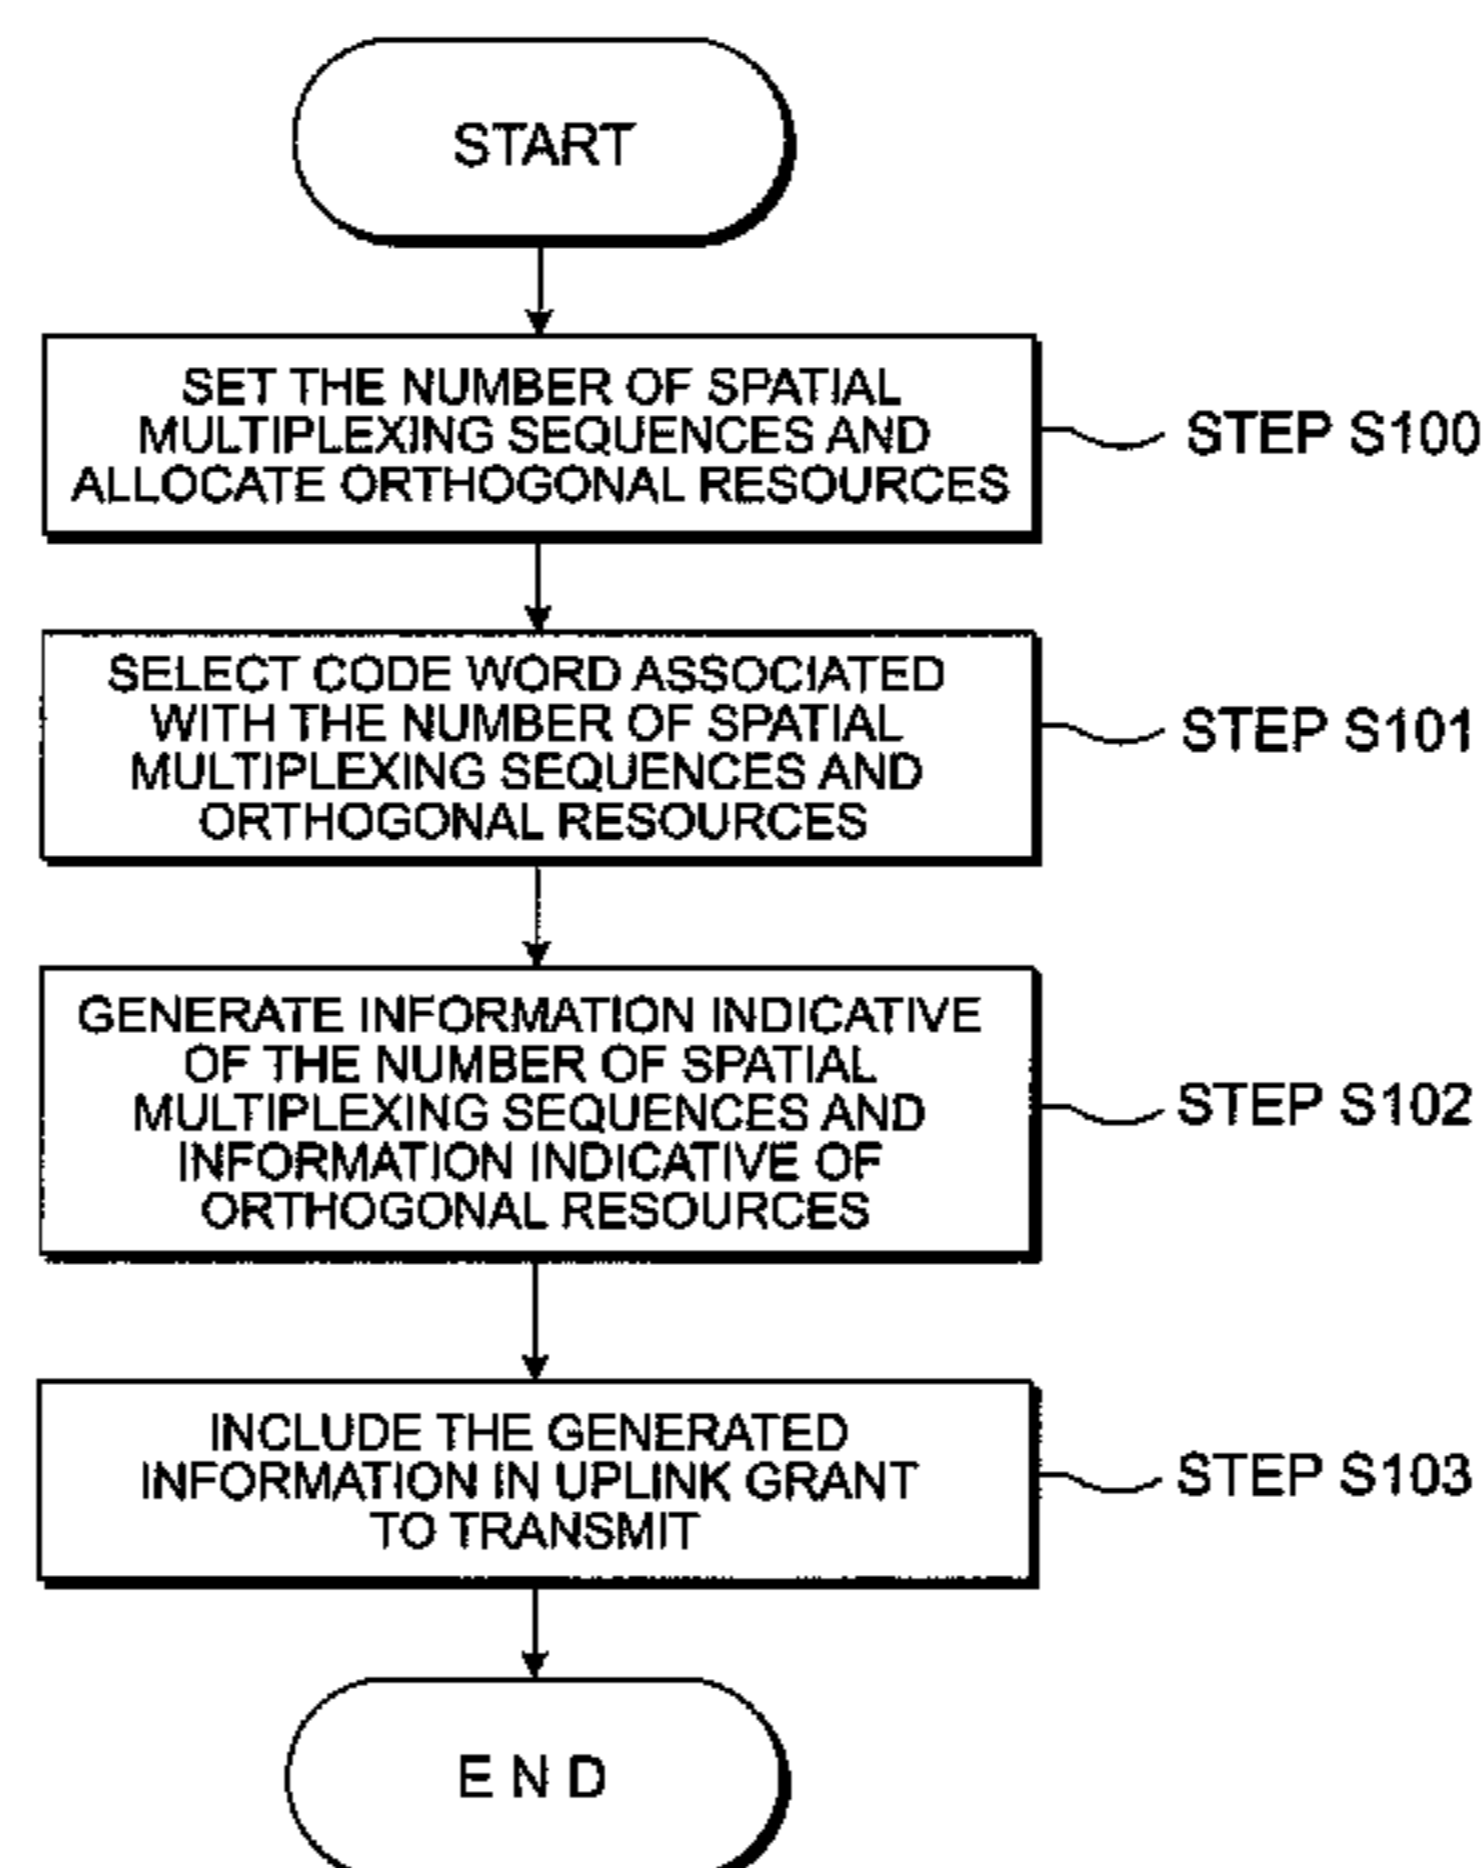 START
SET THE NUMBER OF SPATIAL
MULTIPLEXING SEQUENCES AND
ALLOCATE ORTHOGONAL RESOURCES
STEP S100
SELECT CODE WORD ASSOCIATED
WITH THE NUMBER OF SPATIAL
MULTIPLEXING SEQUENCES AND
ORTHOGONAL RESOURCES
STEP S101
GENERATE INFORMATION INDICATIVE
OF THE NUMBER OF SPATIAL
MULTIPLEXING SEQUENCES AND
INFORMATION INDICATIVE OF
ORTHOGONAL RESOURCES
STEP S102
INCLUDE THE GENERATED
INFORMATION IN UPLINK GRANT
TO TRANSMIT
STEP S103
E N D